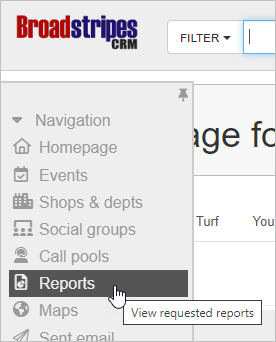 Broadstripes
CRM
FILTER
Navigation
age fo
Homepage
Events
Shops & depts
Turf
You
Social groups
Call pools
Reports
View requested reports
Maps
Sent email